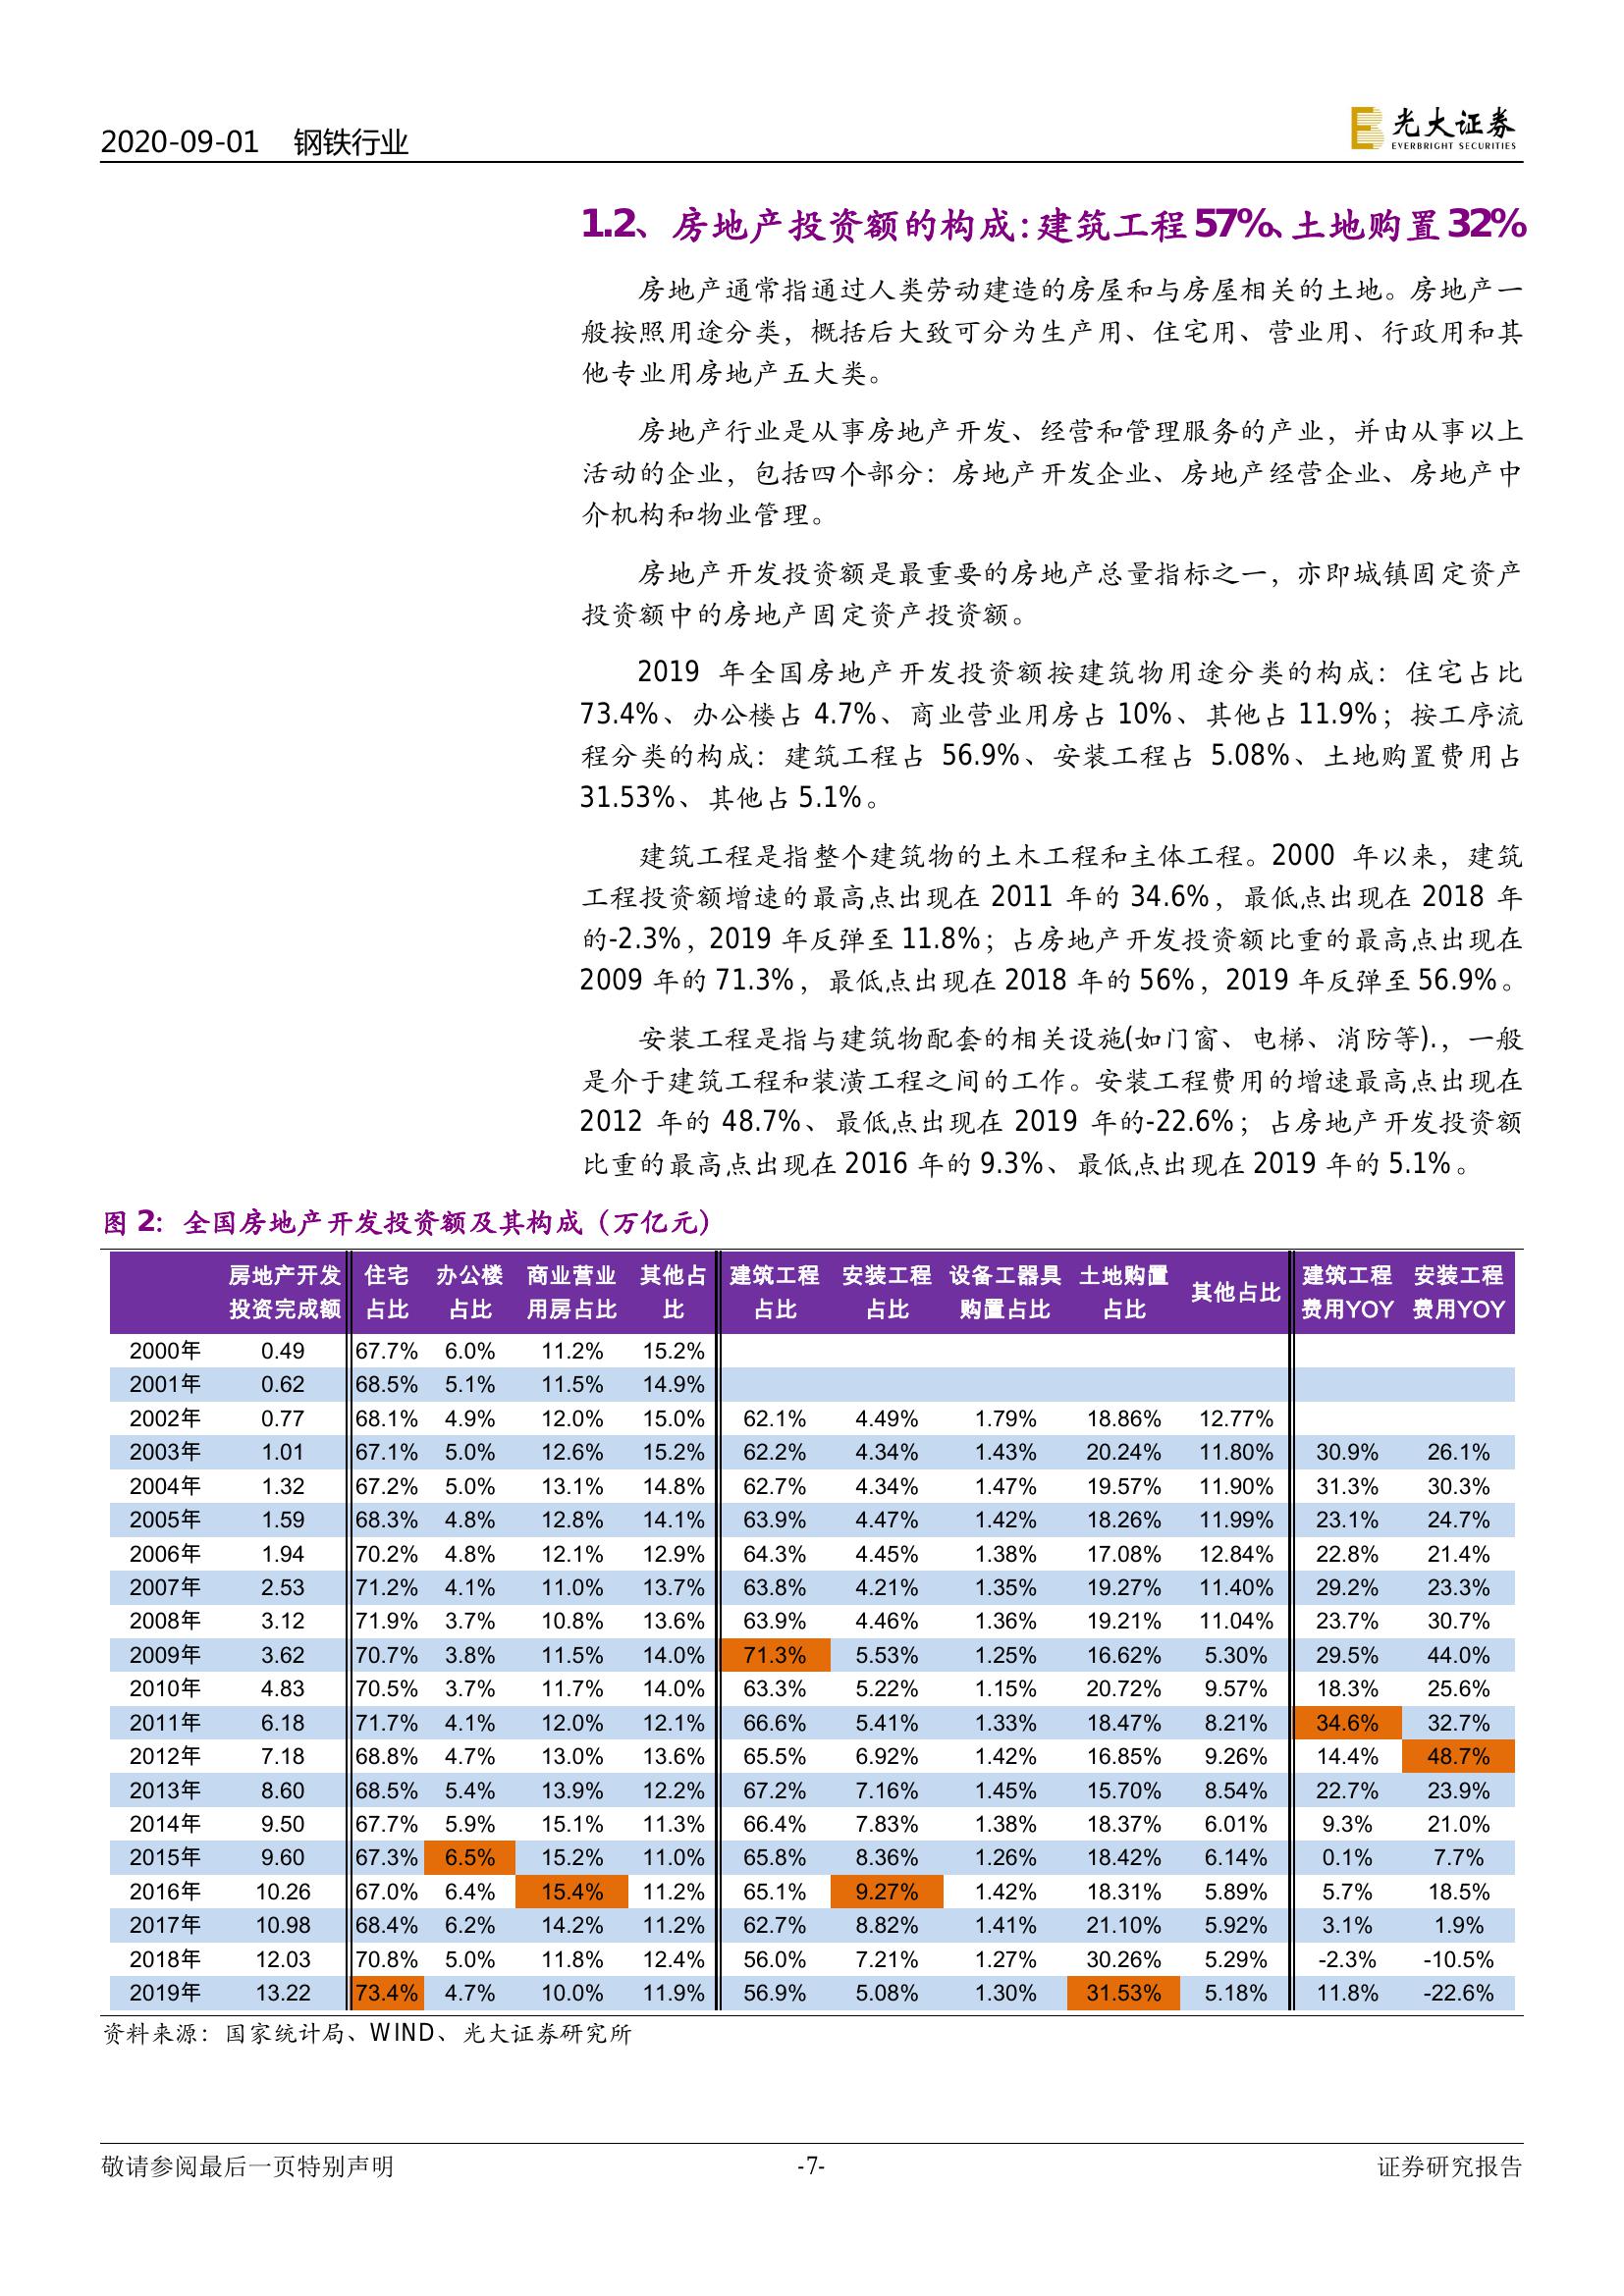 2020-09-01 钢铁行业
光大证券
EVERBRIGHT SECURITIES
1.2、房地产投资额的构成：建筑工程57%、土地购置32%
房地产通常指通过人类劳动建造的房屋和与房屋相关的土地。房地产一
般按照用途分类，概括后大致可分为生产用、住宅用、营业用、行政用和其
他专业用房地产五大类。
房地产行业是从事房地产开发、经营和管理服务的产业，并由从事以上
活动的企业，包括四个部分：房地产开发企业、房地产经营企业、房地产中
介机构和物业管理。
房地产开发投资额是最重要的房地产总量指标之一，亦即城镇固定资产
投资额中的房地产固定资产投资额。
2019 年全国房地产开发投资额按建筑物用途分类的构成：住宅占比
73.4%、办公楼占 4.7%、商业营业用房占 10%、其他占 11.9%；按工序流
程分类的构成：建筑工程占 56.9%、安装工程占 5.08%、土地购置费用占
31.53%、其他占 5.1%。
建筑工程是指整个建筑物的土木工程和主体工程。2000 年以来，建筑
工程投资额增速的最高点出现在 2011 年的 34.6%，最低点出现在 2018 年
的-2.3%，2019 年反弹至 11.8%；占房地产开发投资额比重的最高点出现在
2009 年的 71.3%，最低点出现在 2018 年的 56%，2019 年反弹至 56.9%。
安装工程是指与建筑物配套的相关设施(如门窗、电梯、消防等).，一般
是介于建筑工程和装潢工程之间的工作。安装工程费用的增速最高点出现在
2012 年的 48.7%、最低点出现在 2019 年的-22.6%；占房地产开发投资额
比重的最高点出现在 2016 年的 9.3%、最低点出现在 2019 年的 5.1%。
图 2：全国房地产开发投资额及其构成（万亿元）
房地产开发 住宅 办公楼 商业营业 其他占 建筑工程 安装工程 设备工器具 土地购置 其他占比 建筑工程 安装工程
投资完成额 占比 占比 用房占比 比 占比 占比 购置占比 占比 费用YOY 费用YOY
2000年 0.49 67.7% 6.0% 11.2% 15.2%
2001年 0.62 68.5% 5.1% 11.5% 14.9%
2002年 0.77 68.1% 4.9% 12.0% 15.0% 62.1% 4.49% 1.79% 18.86% 12.77%
2003年 1.01 67.1% 5.0% 12.6% 15.2% 62.2% 4.34% 1.43% 20.24% 11.80% 30.9% 26.1%
2004年 1.32 67.2% 5.0% 13.1% 14.8% 62.7% 4.34% 1.47% 19.57% 11.90% 31.3% 30.3%
2005年 1.59 68.3% 4.8% 12.8% 14.1% 63.9% 4.47% 1.42% 18.26% 11.99% 23.1% 24.7%
2006年 1.94 70.2% 4.8% 12.1% 12.9% 64.3% 4.45% 1.38% 17.08% 12.84% 22.8% 21.4%
2007年 2.53 71.2% 4.1% 11.0% 13.7% 63.8% 4.21% 1.35% 19.27% 11.40% 29.2% 23.3%
2008年 3.12 71.9% 3.7% 10.8% 13.6% 63.9% 4.46% 1.36% 19.21% 11.04% 23.7% 30.7%
2009年 3.62 70.7% 3.8% 11.5% 14.0% 71.3% 5.53% 1.25% 16.62% 5.30% 29.5% 44.0%
2010年 4.83 70.5% 3.7% 11.7% 14.0% 63.3% 5.22% 1.15% 20.72% 9.57% 18.3% 25.6%
2011年 6.18 71.7% 4.1% 12.0% 12.1% 66.6% 5.41% 1.33% 18.47% 8.21% 34.6% 32.7%
2012年 7.18 68.8% 4.7% 13.0% 13.6% 65.5% 6.92% 1.42% 16.85% 9.26% 14.4% 48.7%
2013年 8.60 68.5% 5.4% 13.9% 12.2% 67.2% 7.16% 1.45% 15.70% 8.54% 22.7% 23.9%
2014年 9.50 67.7% 5.9% 15.1% 11.3% 66.4% 7.83% 1.38% 18.37% 6.01% 9.3% 21.0%
2015年 9.60 67.3% 6.5% 15.2% 11.0% 65.8% 8.36% 1.26% 18.42% 6.14% 0.1% 7.7%
2016年 10.26 67.0% 6.4% 15.4% 11.2% 65.1% 9.27% 1.42% 18.31% 5.89% 5.7% 18.5%
2017年 10.98 68.4% 6.2% 14.2% 11.2% 62.7% 8.82% 1.41% 21.10% 5.92% 3.1% 1.9%
2018年 12.03 70.8% 5.0% 11.8% 12.4% 56.0% 7.21% 1.27% 30.26% 5.29% -2.3% -10.5%
2019年 13.22 73.4% 4.7% 10.0% 11.9% 56.9% 5.08% 1.30% 31.53% 5.18% 11.8% -22.6%
资料来源：国家统计局、WIND、光大证券研究所
敬请参阅最后一页特别声明 -7- 证券研究报告